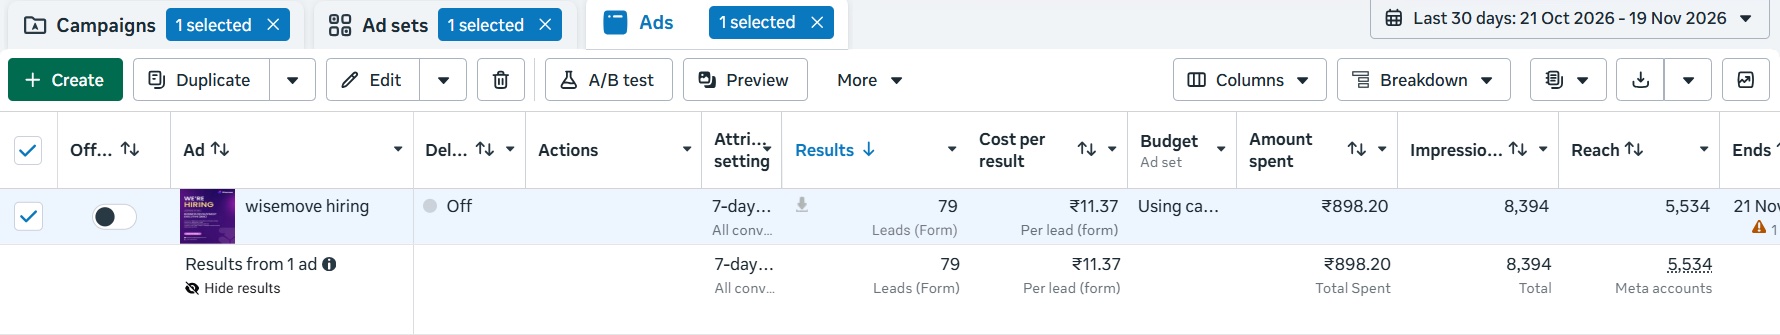 Campaigns 1 selected Ad sets 1 selected Ads 1 selected Last 30 days: 21 Oct 2026 - 19 Nov 2026
+ Create Duplicate Edit A/B test Preview More Columns Breakdown
Off... Ad Del... Actions Attri... setting Results Cost per result Budget Ad set Amount spent Impressio... Reach Ends
WE'RE HIRING
wisemove hiring Off 7-day... 79 ₹11.37 Using ca... ₹898.20 8,394 5,534 21 Nov
All conv... Leads (Form) Per lead (form) 1
Results from 1 ad 7-day... 79 ₹11.37 ₹898.20 8,394 5,534
Hide results All conv... Leads (Form) Per lead (form) Total Spent Total Meta accounts